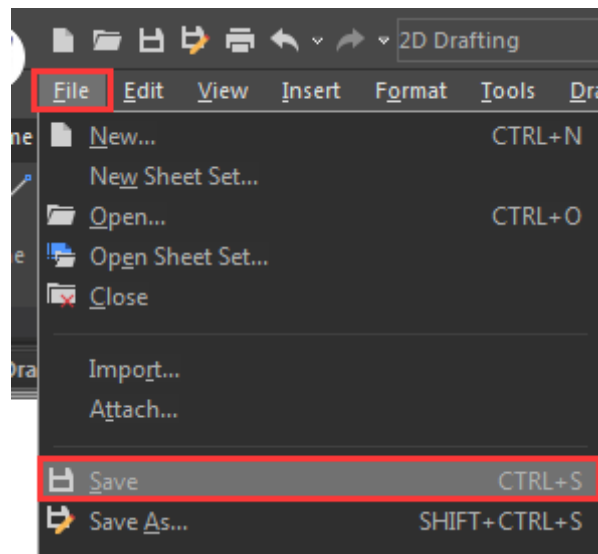 2D Drafting
File Edit View Insert Format Tools
New... CTRL+N
New Sheet Set...
Open... CTRL+O
Open Sheet Set...
Close
Import...
Attach...
Save CTRL+S
Save As... SHIFT+CTRL+S